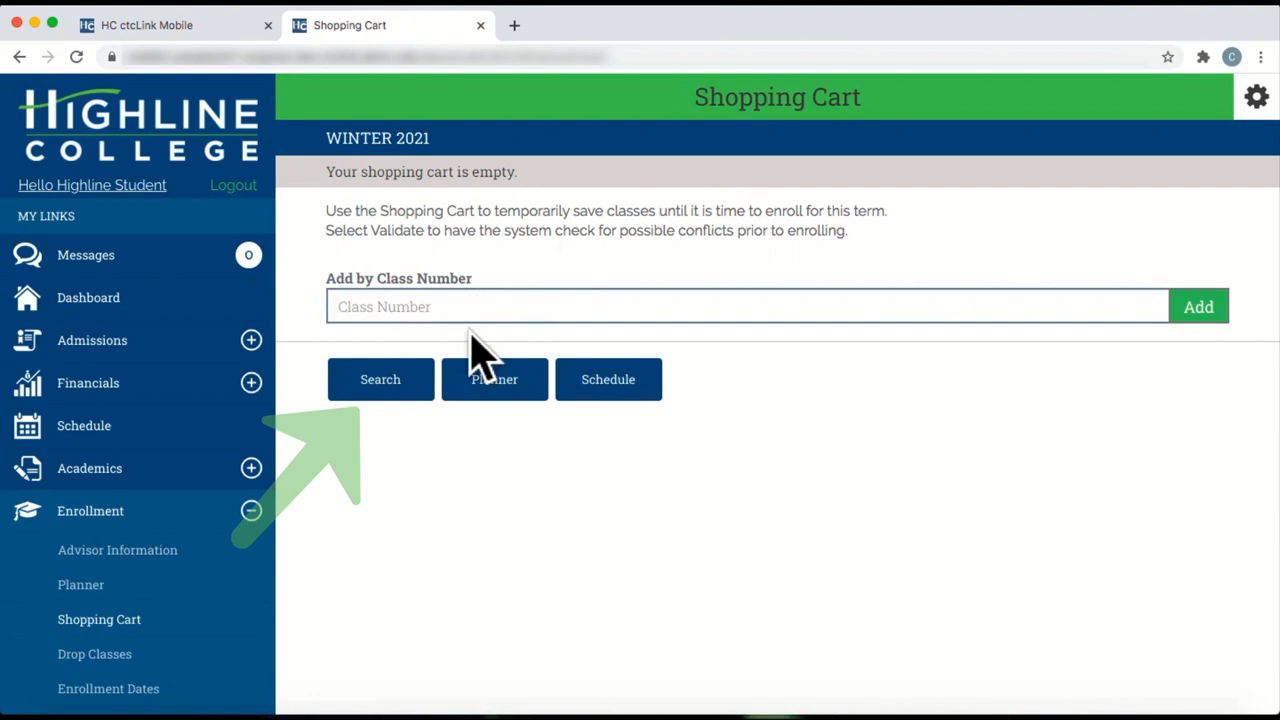 HC ctcLink Mobile
Shopping Cart
C
HIGHLINE
COLLEGE
Hello Highline Student Logout
MY LINKS
Messages 0
Dashboard
Admissions
Financials
Schedule
Academics
Enrollment
Advisor Information
Planner
Shopping Cart
Drop Classes
Enrollment Dates
Shopping Cart
WINTER 2021
Your shopping cart is empty.
Use the Shopping Cart to temporarily save classes until it is time to enroll for this term.
Select Validate to have the system check for possible conflicts prior to enrolling.
Add by Class Number
Class Number Add
Search Planner Schedule